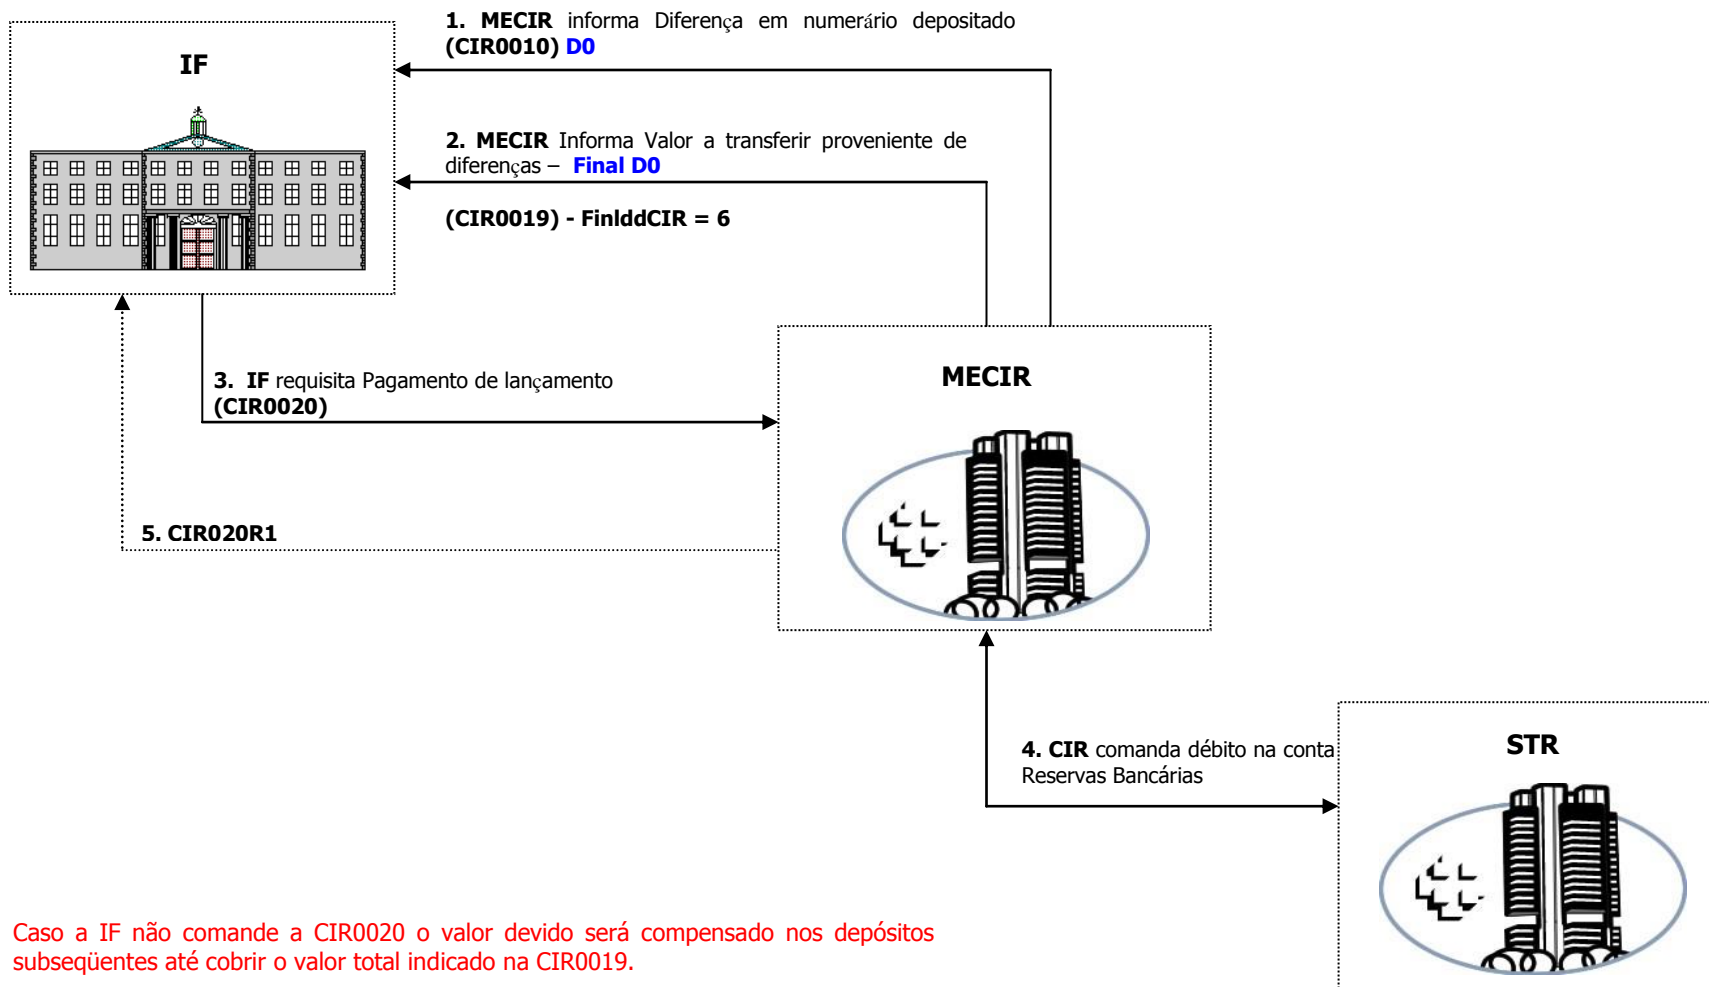 1. MECIR informa Diferença em numerário depositado
(CIR0010) D0
IF
2. MECIR Informa Valor a transferir proveniente de
diferenças – Final D0
(CIR0019) - FinlddCIR = 6
3. IF requisita Pagamento de lançamento
(CIR0020)
MECIR
5. CIR020R1
4. CIR comanda débito na conta
Reservas Bancárias
STR
Caso a IF não comande a CIR0020 o valor devido será compensado nos depósitos
subseqüentes até cobrir o valor total indicado na CIR0019.